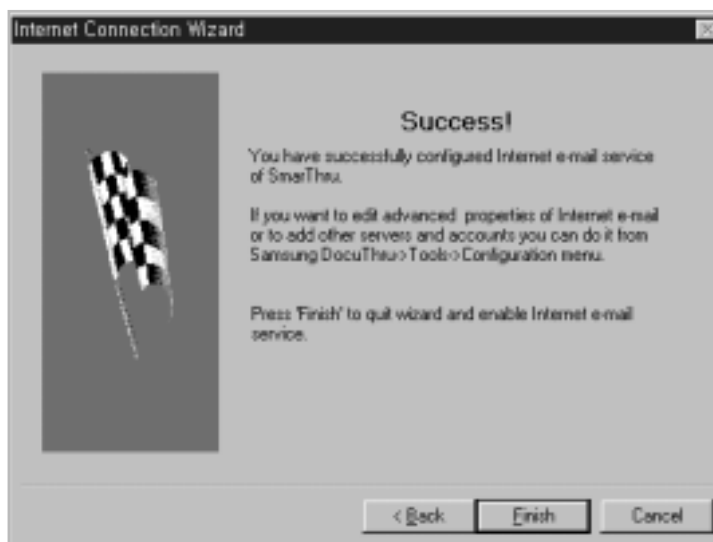 Internet Connection Wizard
Success!
You have successfully configured Internet e-mail service
of SmarThru.
If you want to edit advanced properties of Internet e-mail
or to add other servers and accounts you can do it from
Samsung DocuThru->Tools->Configuration menu.
Press 'Finish' to quit wizard and enable Internet e-mail
service.
< Back
Finish
Cancel